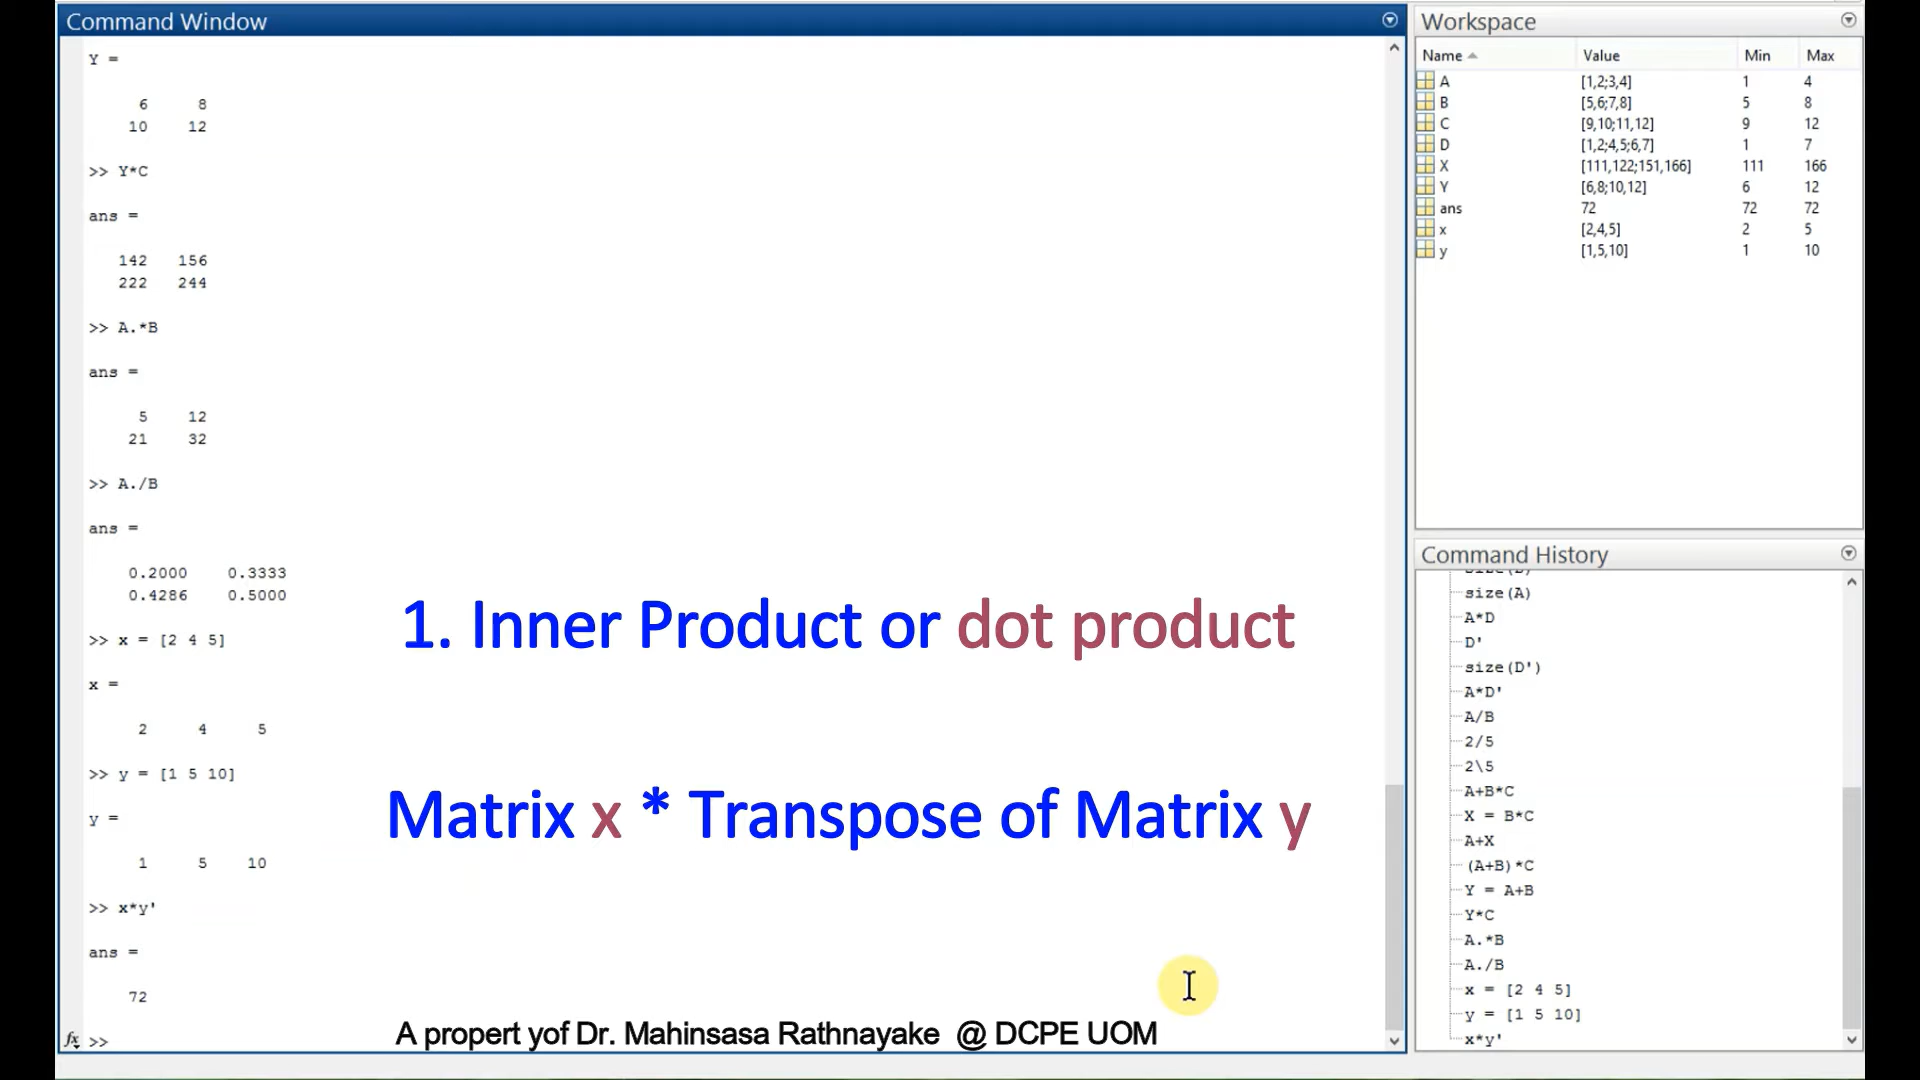 Command Window
Y =
6 8
10 12
>> Y*C
ans =
142 156
222 244
>> A.*B
ans =
5 12
21 32
>> A./B
ans =
0.2000 0.3333
0.4286 0.5000
>> x = [2 4 5]
x =
2 4 5
>> y = [1 5 10]
y =
1 5 10
>> x*y'
ans =
72
fx >>
1. Inner Product or dot product
Matrix x * Transpose of Matrix y
A propert yof Dr. Mahinsasa Rathnayake @ DCPE UOM
Workspace
Name Value Min Max
A [1,2;3,4] 1 4
B [5,6;7,8] 5 8
C [9,10;11,12] 9 12
D [1,2;4,5;6,7] 1 7
X [111,122;151,166] 111 166
Y [6,8;10,12] 6 12
ans 72 72 72
x [2,4,5] 2 5
y [1,5,10] 1 10
Command History
size(A)
A*D
D'
size(D')
A*D'
A/B
2/5
2\5
A+B*C
X = B*C
A+X
(A+B)*C
Y = A+B
Y*C
A.*B
A./B
x = [2 4 5]
y = [1 5 10]
x*y'